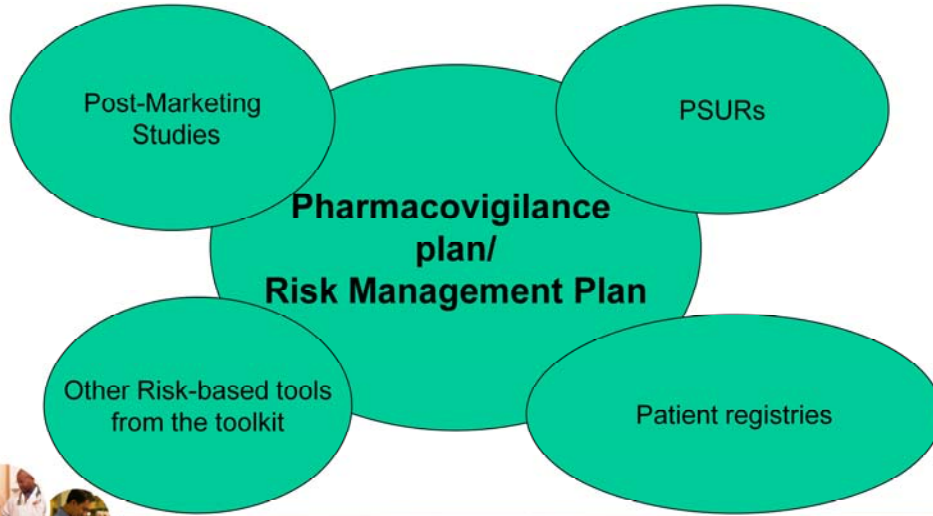 Post-Marketing
Studies
PSURs
Pharmacovigilance
plan/
Risk Management Plan
Other Risk-based tools
from the toolkit
Patient registries